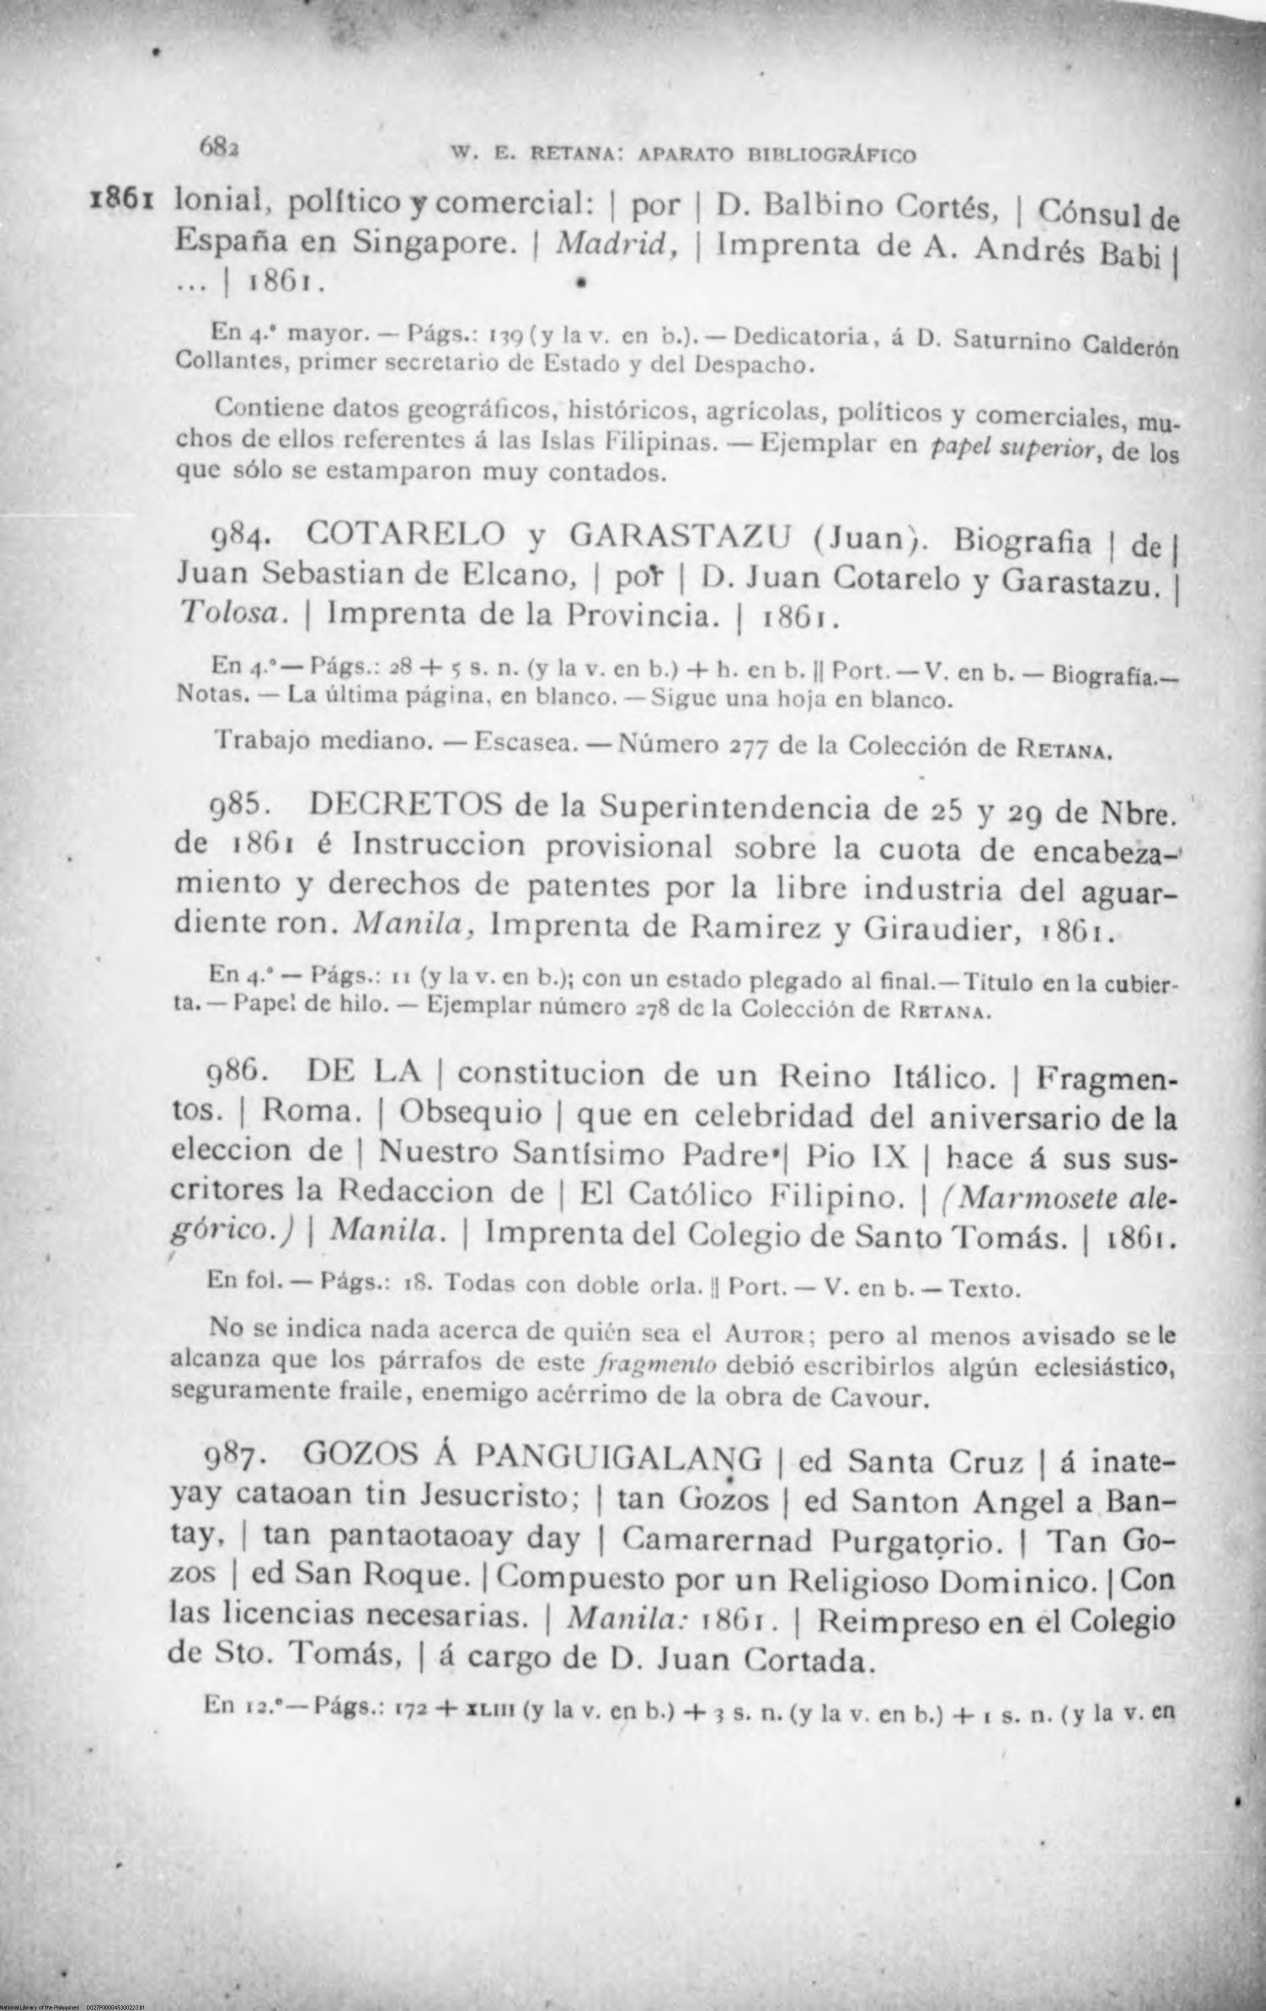 682
W. E. RETANA: APARATO BIBLIOGRÁFICO
1861 lonial, político y comercial: | por | D. Balbino Cortés, | Cónsul de
España en Singapore. | Madrid, | Imprenta de A. Andrés Babi |
... | 1861.
En 4.º mayor. — Págs.: 139 (y la v. en b.). — Dedicatoria, á D. Saturnino Calderón
Collantes, primer secretario de Estado y del Despacho.
Contiene datos geográficos, históricos, agrícolas, políticos y comerciales, mu-
chos de ellos referentes á las Islas Filipinas. — Ejemplar en papel superior, de los
que sólo se estamparon muy contados.
984. COTARELO y GARASTAZU (Juan). Biografia | de |
Juan Sebastian de Elcano, | por | D. Juan Cotarelo y Garastazu. |
Tolosa. | Imprenta de la Provincia. | 1861.
En 4.º — Págs.: 28 + 5 s. n. (y la v. en b.) + h. en b. || Port. — V. en b. — Biografía.—
Notas. — La última página, en blanco. — Sigue una hoja en blanco.
Trabajo mediano. — Escasea. — Número 277 de la Colección de RETANA.
985. DECRETOS de la Superintendencia de 25 y 29 de Nbre.
de 1861 é Instruccion provisional sobre la cuota de encabeza-
miento y derechos de patentes por la libre industria del aguar-
diente ron. Manila, Imprenta de Ramirez y Giraudier, 1861.
En 4.º — Págs.: 11 (y la v. en b.); con un estado plegado al final.—Título en la cubier-
ta. — Papel de hilo. — Ejemplar número 278 de la Colección de RETANA.
986. DE LA | constitucion de un Reino Itálico. | Fragmen-
tos. | Roma. | Obsequio | que en celebridad del aniversario de la
eleccion de | Nuestro Santísimo Padre | Pio IX | hace á sus sus-
critores la Redaccion de | El Católico Filipino. | (Marmosete ale-
górico.) | Manila. | Imprenta del Colegio de Santo Tomás. | 1861.
En fol. — Págs.: 18. Todas con doble orla. || Port. — V. en b. — Texto.
No se indica nada acerca de quién sea el AUTOR; pero al menos avisado se le
alcanza que los párrafos de este fragmento debió escribirlos algún eclesiástico,
seguramente fraile, enemigo acérrimo de la obra de Cavour.
987. GOZOS Á PANGUIGALANG | ed Santa Cruz | á inate-
yay cataoan tin Jesucristo; | tan Gozos | ed Santon Angel a Ban-
tay, | tan pantaotaoay day | Camarernad Purgatorio. | Tan Go-
zos | ed San Roque. | Compuesto por un Religioso Dominico. | Con
las licencias necesarias. | Manila: 1861. | Reimpreso en el Colegio
de Sto. Tomás, | á cargo de D. Juan Cortada.
En 12.º — Págs.: 172 + XLIII (y la v. en b.) + 3 s. n. (y la v. en b.) + 1 s. n. (y la v. en
National Library of the Philippines